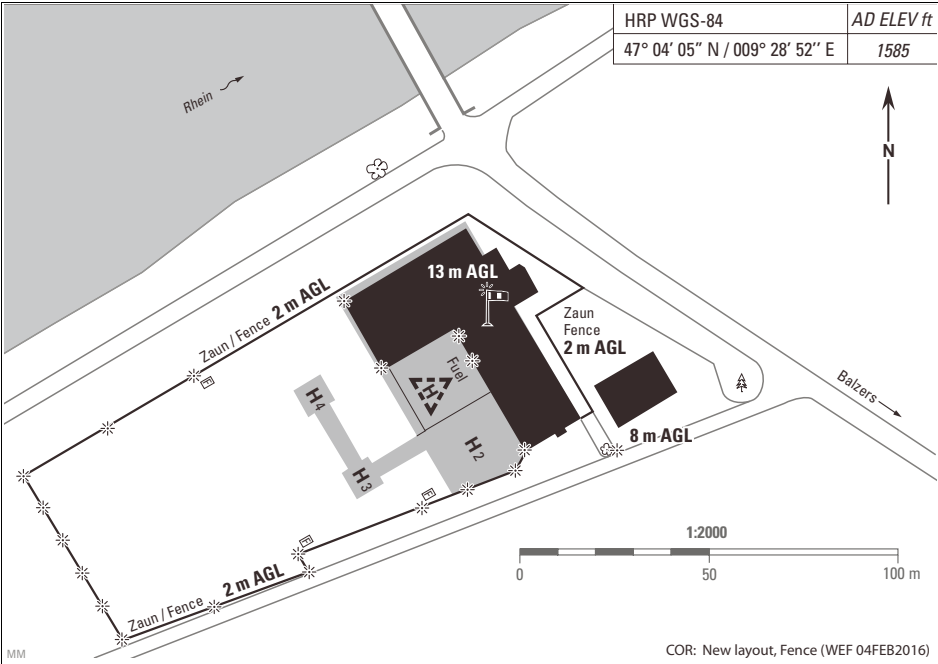 HRP WGS-84
AD ELEV ft
47° 04′ 05″ N / 009° 28′ 52′′ E
1585
Rhein
N
13 m AGL
Zaun / Fence 2 m AGL
Zaun
Fence
2 m AGL
Fuel
H
H4
Balzers
8 m AGL
H2
H3
F
F
F
1:2000
0
50
100 m
Zaun / Fence 2 m AGL
MM
COR: New layout, Fence (WEF 04FEB2016)